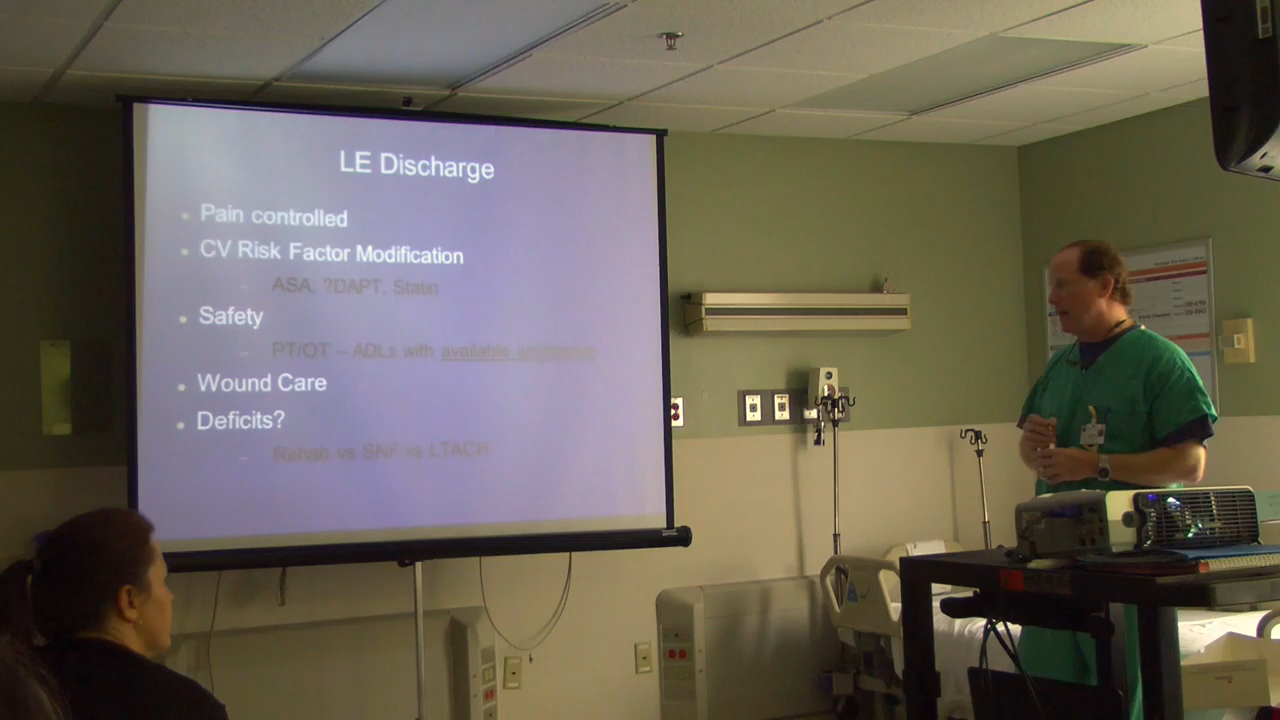 LE Discharge
• Pain controlled
• CV Risk Factor Modification
– ASA, ?DAPT, Statin
• Safety
– PT/OT – ADLs with available assistance
• Wound Care
• Deficits?
– Rehab vs SNF vs LTACH